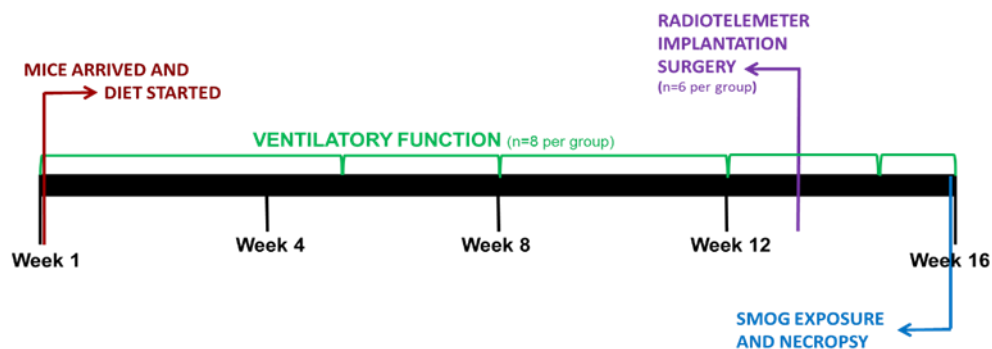 RADIOTELEMETER
IMPLANTATION
SURGERY
(n=6 per group)
MICE ARRIVED AND
DIET STARTED
VENTILATORY FUNCTION (n=8 per group)
Week 1
Week 4
Week 8
Week 12
Week 16
SMOG EXPOSURE
AND NECROPSY